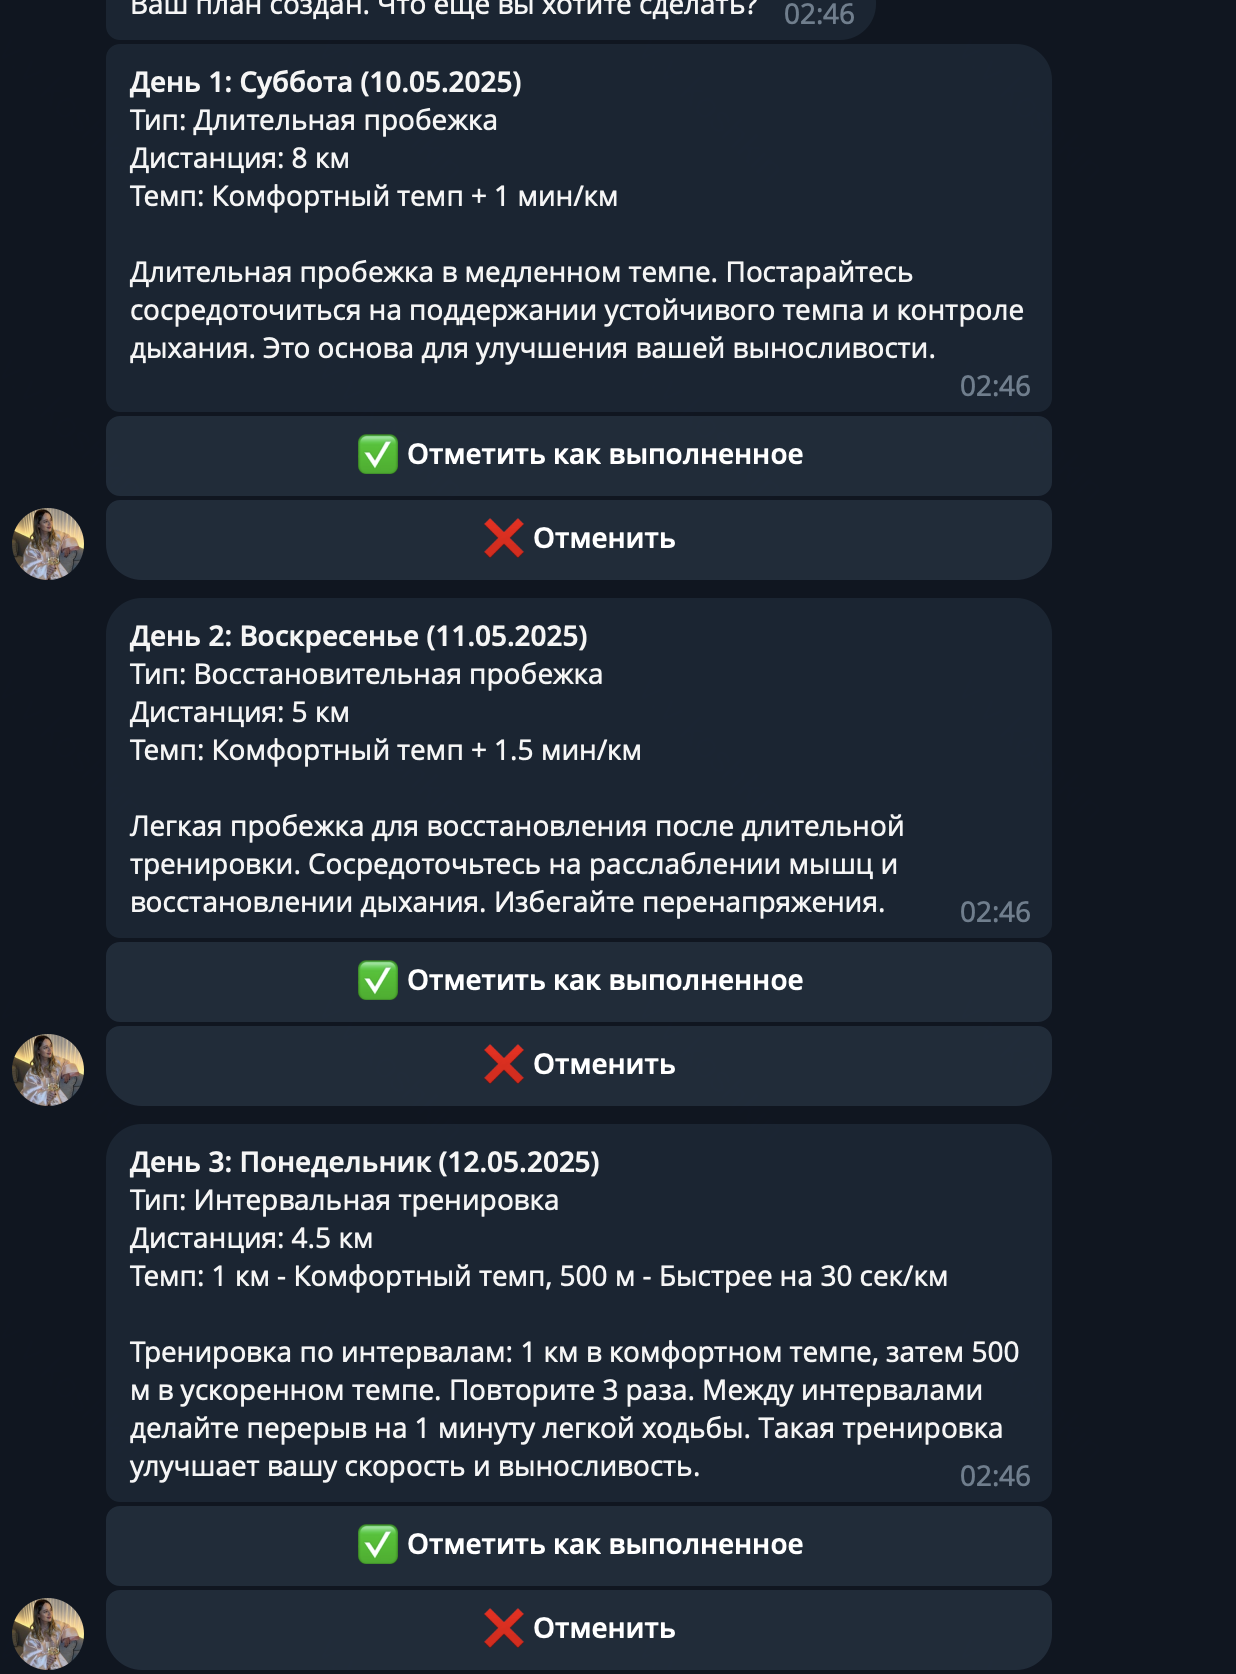 Ваш план создан. Что еще вы хотите сделать? 02:46
День 1: Суббота (10.05.2025)
Тип: Длительная пробежка
Дистанция: 8 км
Темп: Комфортный темп + 1 мин/км
Длительная пробежка в медленном темпе. Постарайтесь
сосредоточиться на поддержании устойчивого темпа и контроле
дыхания. Это основа для улучшения вашей выносливости.
02:46
✅ Отметить как выполненное
❌ Отменить
День 2: Воскресенье (11.05.2025)
Тип: Восстановительная пробежка
Дистанция: 5 км
Темп: Комфортный темп + 1.5 мин/км
Легкая пробежка для восстановления после длительной
тренировки. Сосредоточьтесь на расслаблении мышц и
восстановлении дыхания. Избегайте перенапряжения. 02:46
✅ Отметить как выполненное
❌ Отменить
День 3: Понедельник (12.05.2025)
Тип: Интервальная тренировка
Дистанция: 4.5 км
Темп: 1 км - Комфортный темп, 500 м - Быстрее на 30 сек/км
Тренировка по интервалам: 1 км в комфортном темпе, затем 500
м в ускоренном темпе. Повторите 3 раза. Между интервалами
делайте перерыв на 1 минуту легкой ходьбы. Такая тренировка
улучшает вашу скорость и выносливость. 02:46
✅ Отметить как выполненное
❌ Отменить